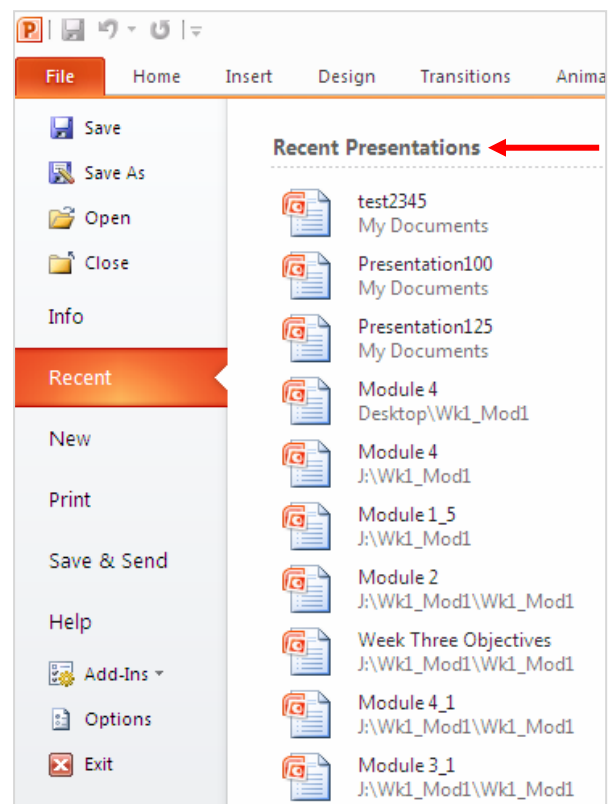 P
File Home Insert Design Transitions Anima
Save
Save As
Open
Close
Info
Recent
New
Print
Save & Send
Help
Add-Ins
Options
Exit
Recent Presentations
test2345
My Documents
Presentation100
My Documents
Presentation125
My Documents
Module 4
Desktop\Wk1_Mod1
Module 4
J:\Wk1_Mod1
Module 1_5
J:\Wk1_Mod1
Module 2
J:\Wk1_Mod1\Wk1_Mod1
Week Three Objectives
J:\Wk1_Mod1\Wk1_Mod1
Module 4_1
J:\Wk1_Mod1\Wk1_Mod1
Module 3_1
J:\Wk1_Mod1\Wk1_Mod1